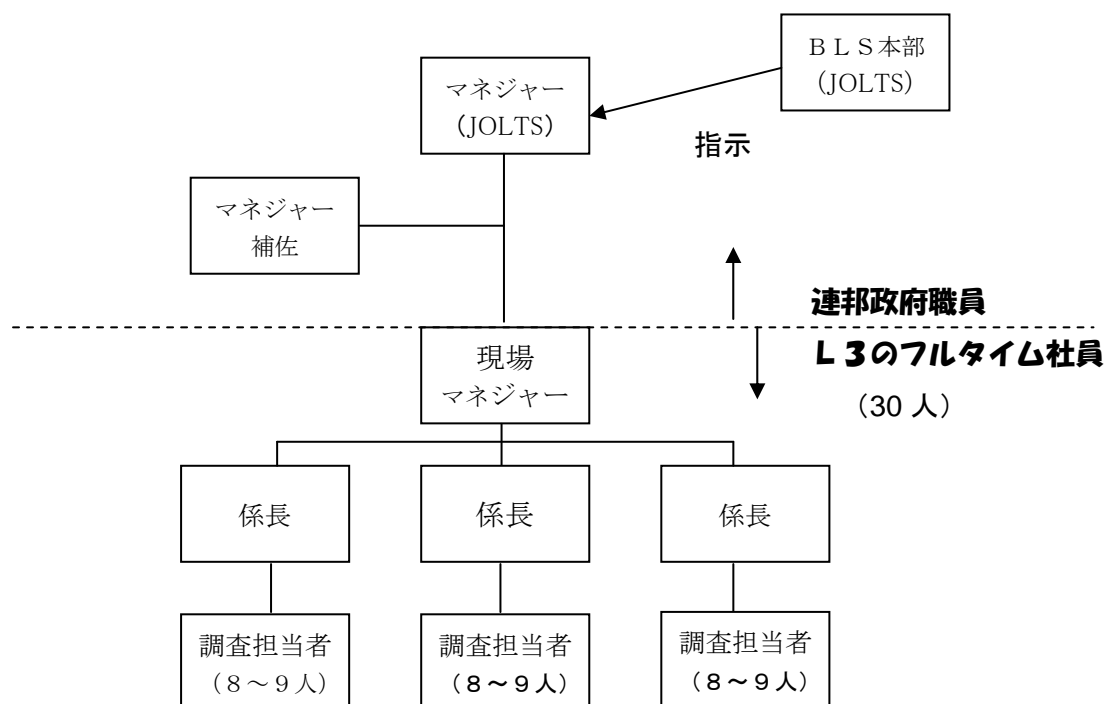 ＢＬＳ本部
（JOLTS）
マネジャー
（JOLTS）
指示
マネジャー
補佐
連邦政府職員
Ｌ３のフルタイム社員
（30 人）
現場
マネジャー
係長
係長
係長
調査担当者
（８～９人）
調査担当者
（８～９人）
調査担当者
（８～９人）